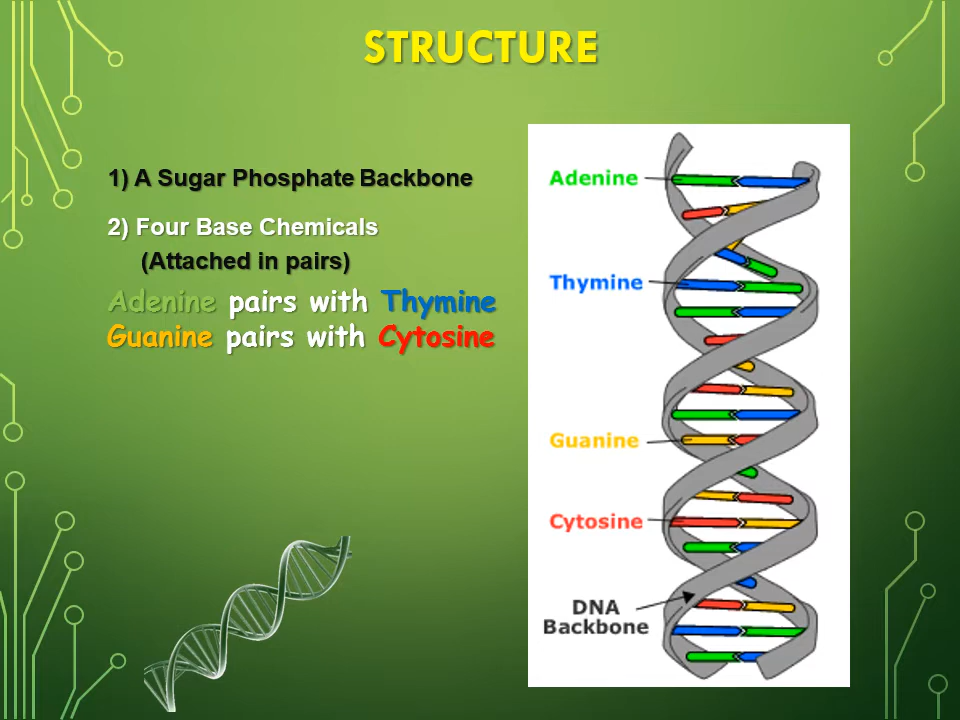 STRUCTURE
1) A Sugar Phosphate Backbone
2) Four Base Chemicals
(Attached in pairs)
Adenine pairs with Thymine
Guanine pairs with Cytosine
Adenine
Thymine
Guanine
Cytosine
DNA
Backbone